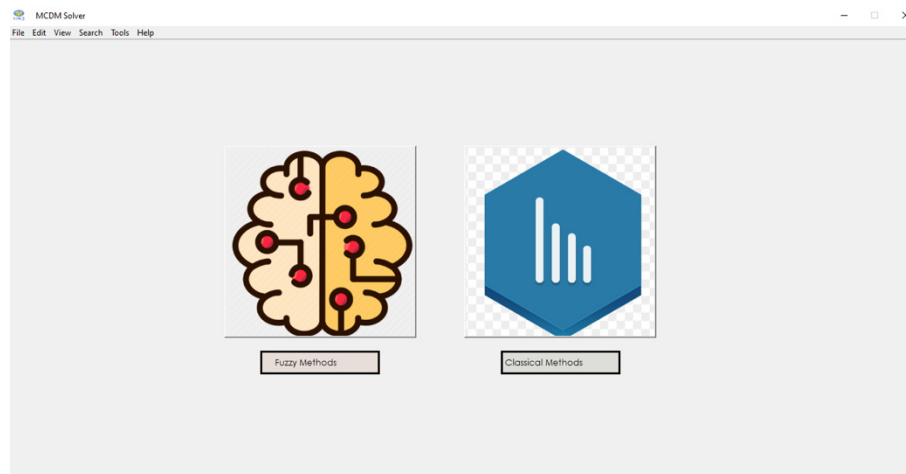 MCDM Solver
File Edit View Search Tools Help
Fuzzy Methods
Classical Methods